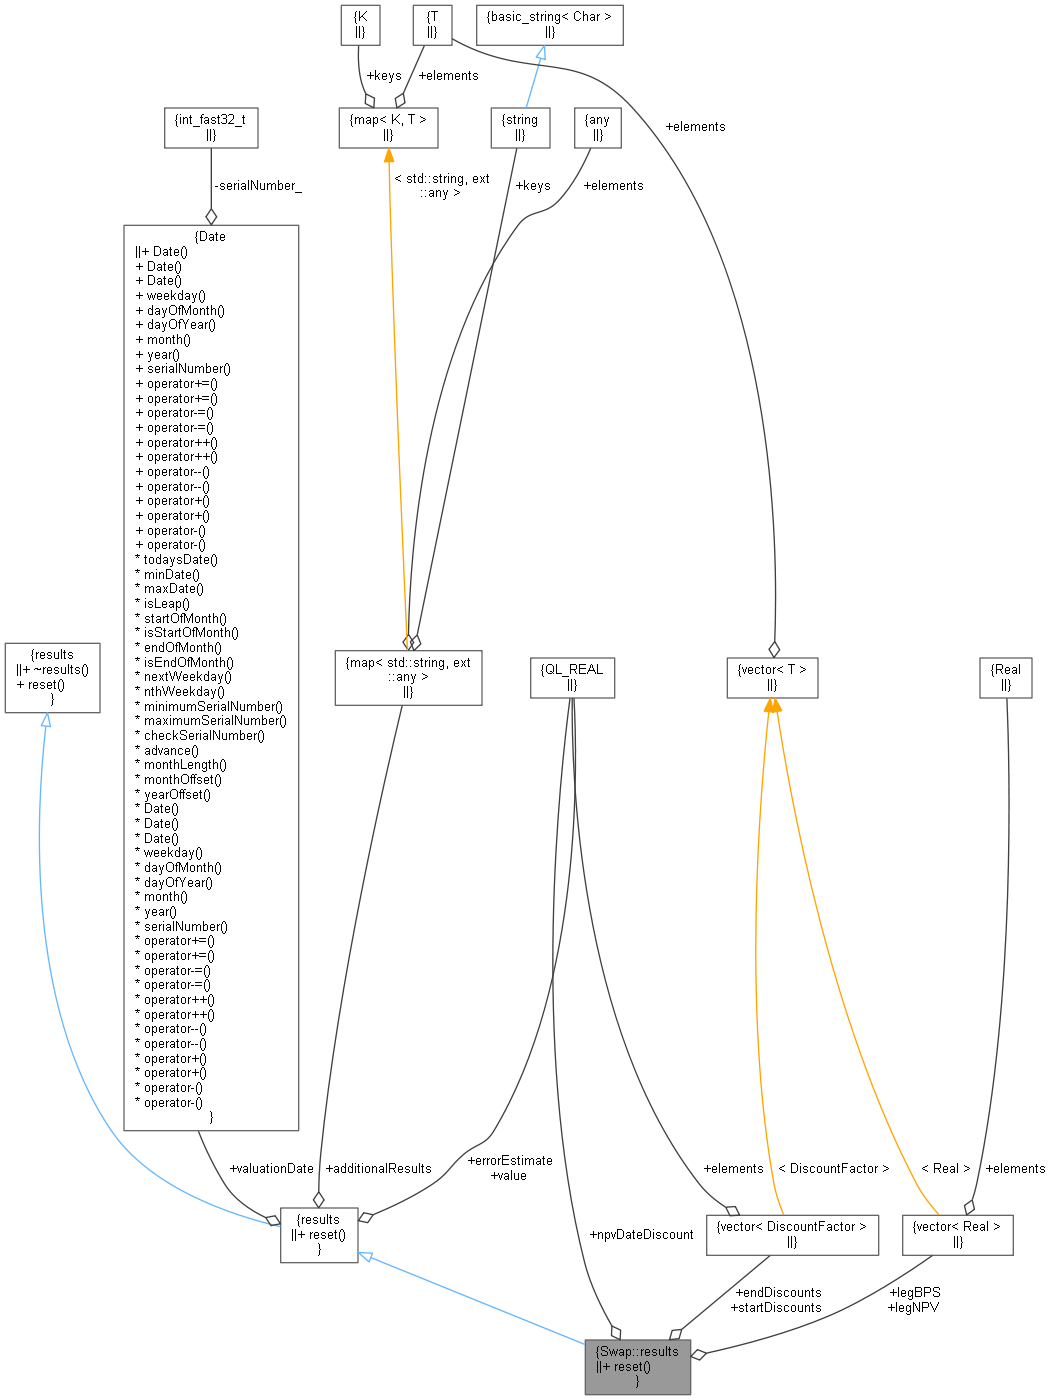 {K
||}
{T
||}
{basic_string< Char >
||}
+keys
+elements
{int_fast32_t
||}
{map< K, T >
||}
{string
||}
{any
||}
+elements
-serialNumber_
< std::string, ext
::any >
+keys
+elements
{Date
||+ Date()
+ Date()
+ Date()
+ weekday()
+ dayOfMonth()
+ dayOfYear()
+ month()
+ year()
+ serialNumber()
+ operator+=()
+ operator+=()
+ operator-=()
+ operator-=()
+ operator++()
+ operator++()
+ operator--()
+ operator--()
+ operator+()
+ operator+()
+ operator-()
+ operator-()
* todaysDate()
* minDate()
* maxDate()
* isLeap()
* startOfMonth()
* isStartOfMonth()
* endOfMonth()
* isEndOfMonth()
* nextWeekday()
* nthWeekday()
* minimumSerialNumber()
* maximumSerialNumber()
* checkSerialNumber()
* advance()
* monthLength()
* monthOffset()
* yearOffset()
* Date()
* Date()
* Date()
* weekday()
* dayOfMonth()
* dayOfYear()
* month()
* year()
* serialNumber()
* operator+=()
* operator+=()
* operator-=()
* operator-=()
* operator++()
* operator++()
* operator--()
* operator--()
* operator+()
* operator+()
* operator-()
* operator-()
}
{results
||+ ~results()
+ reset()
}
{map< std::string, ext
::any >
||}
{QL_REAL
||}
{vector< T >
||}
{Real
||}
+valuationDate
+additionalResults
+errorEstimate
+value
+elements
< DiscountFactor >
< Real >
+elements
{results
||+ reset()
}
+npvDateDiscount
{vector< DiscountFactor >
||}
{vector< Real >
||}
+endDiscounts
+startDiscounts
+legBPS
+legNPV
{Swap::results
||+ reset()
}